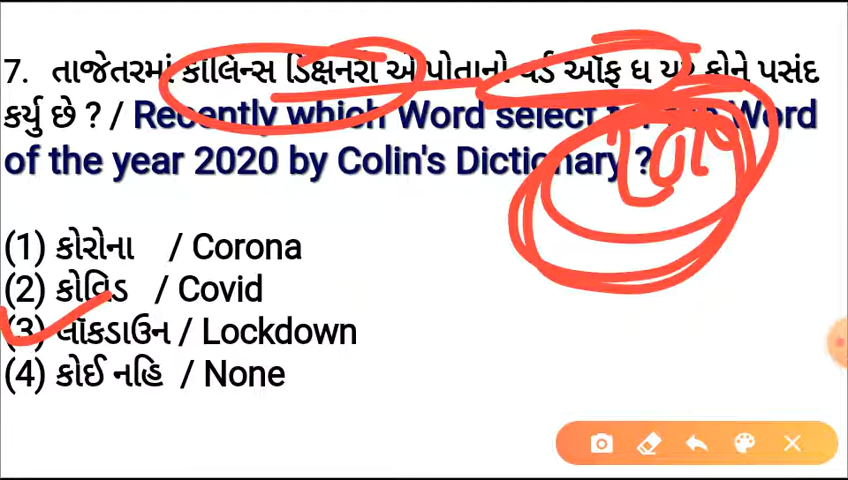 7. તાજેતરમાં કોલિન્સ ડિક્ષનરી એ પોતાનો વર્ડ ઑફ ધ યર કોને પસંદ
કર્યુ છે ? / Recently which Word select for the Word
of the year 2020 by Colin's Dictionary ?
(1) કોરોના / Corona
(2) કોવિડ / Covid
(3) લૉકડાઉન / Lockdown
(4) કોઈ નહિ / None